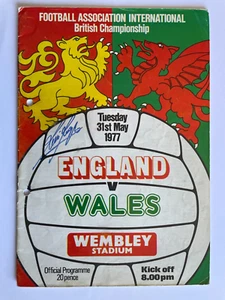 FOOTBALL ASSOCIATION INTERNATIONAL
British Championship
Tuesday
31st May
1977
ENGLAND
v
WALES
WEMBLEY
STADIUM
Official Programme
20 pence
Kick off
8.00pm